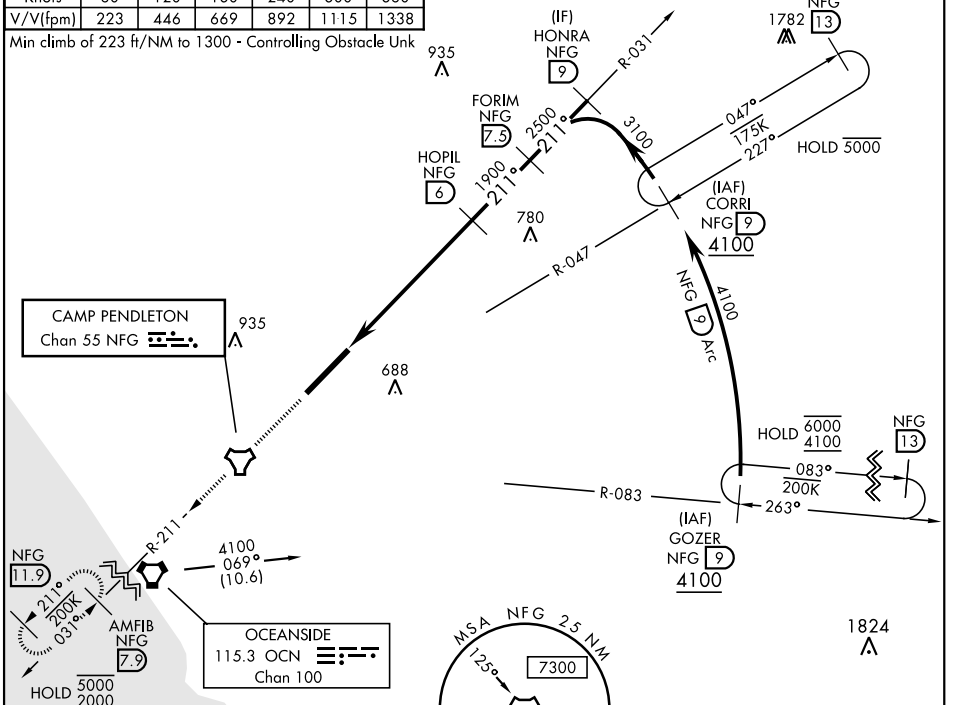 V/V(fpm) 223 446 669 892 1115 1338
Min climb of 223 ft/NM to 1300 - Controlling Obstacle Unk
935
(IF)
HONRA
NFG
9
R-031
1782
NFG
13
FORIM
NFG
7.5
2500
211°
3100
047°
175K
227°
HOLD 5000
HOPIL
NFG
6
1900
211°
780
(IAF)
CORRI
NFG 9
4100
R-047
NFG 9 Arc
4100
CAMP PENDLETON
Chan 55 NFG
935
688
HOLD 6000
4100
NFG
13
083°
200K
263°
R-083
(IAF)
GOZER
NFG 9
4100
R-211
4100
069°
(10.6)
NFG
11.9
211°
200K
031°
AMFIB
NFG
7.9
HOLD 5000
2000
OCEANSIDE
115.3 OCN
Chan 100
MSA NFG 25 NM
125°
7300
1824